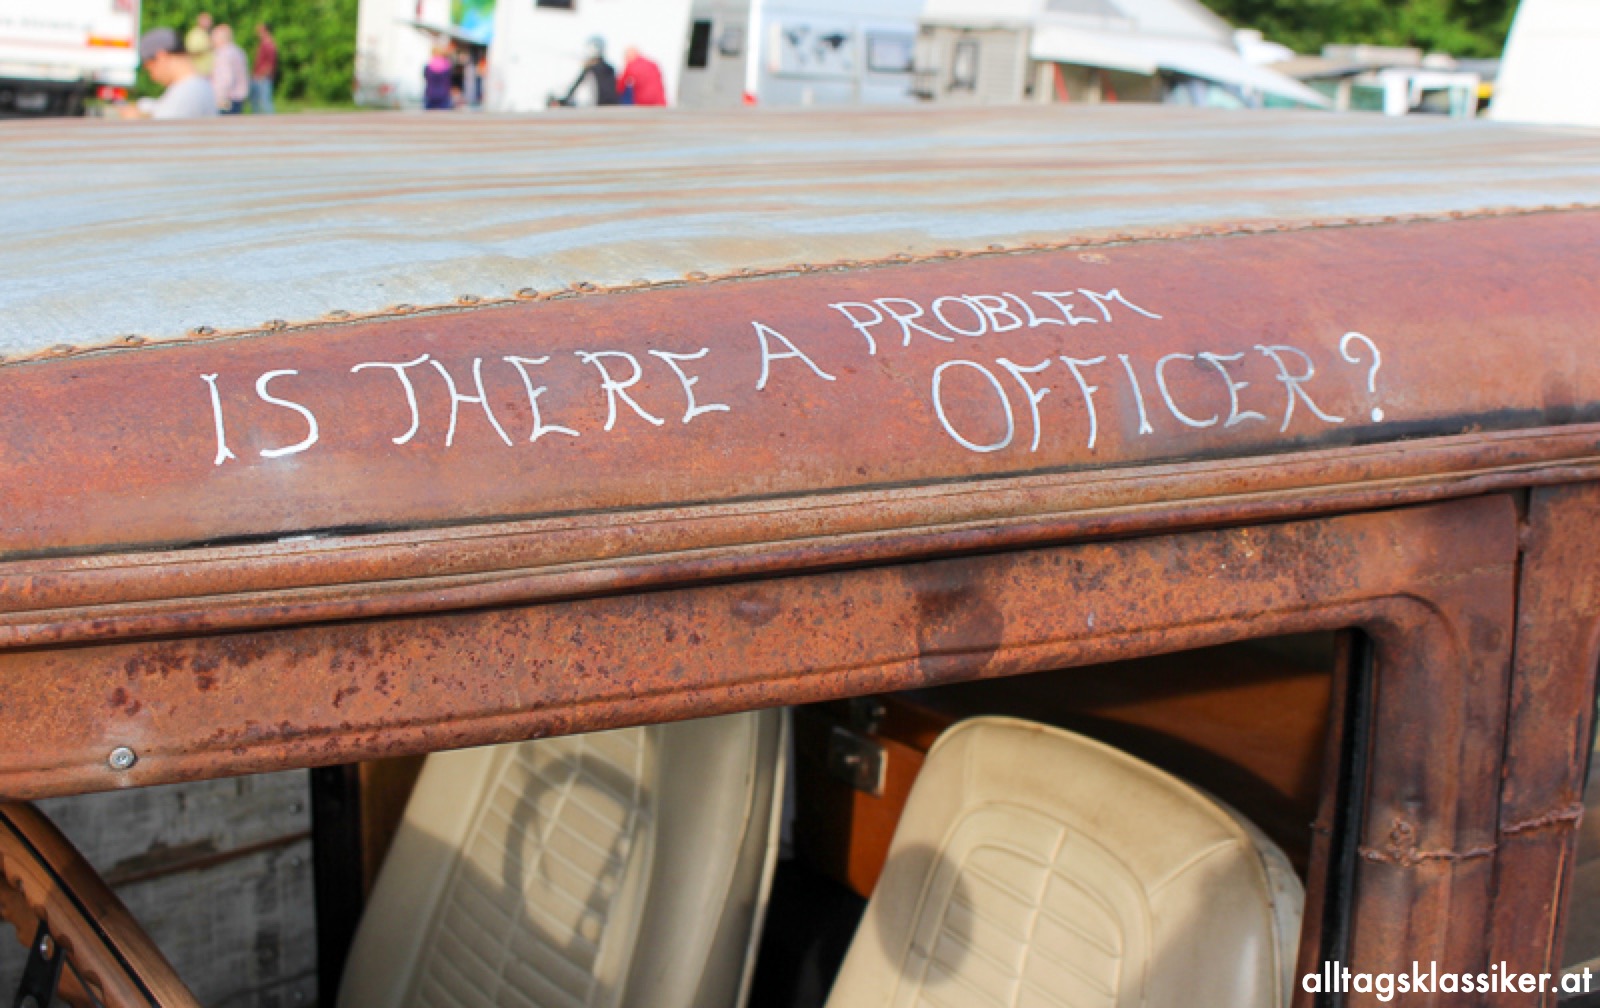 IS THERE A PROBLEM
OFFICER?
alltagsklassiker.at